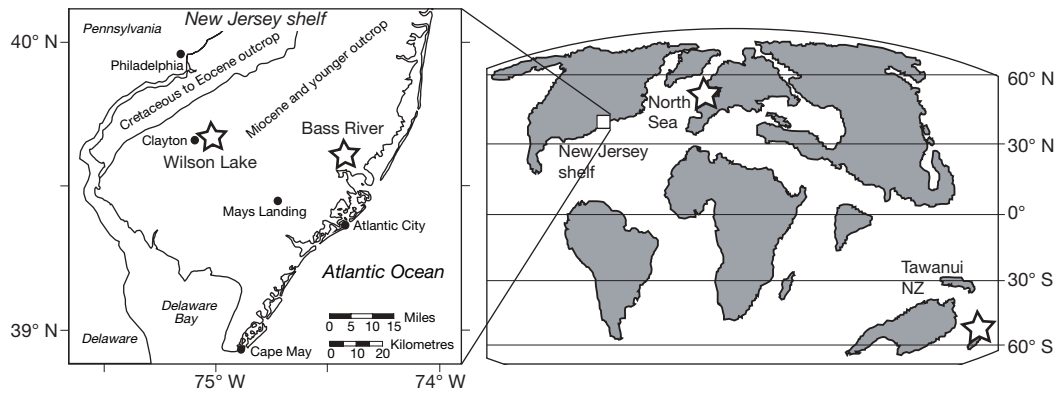 New Jersey shelf
Pennsylvania
40° N
Philadelphia
Cretaceous to Eocene outcrop
Miocene and younger outcrop
Clayton
Wilson Lake
Bass River
Mays Landing
Atlantic City
Atlantic Ocean
Delaware
Bay
Delaware
0 5 10 15 Miles
0 10 20 Kilometres
39° N
Cape May
75° W
74° W
North
Sea
New Jersey
shelf
Tawanui
NZ
60° N
30° N
0°
30° S
60° S